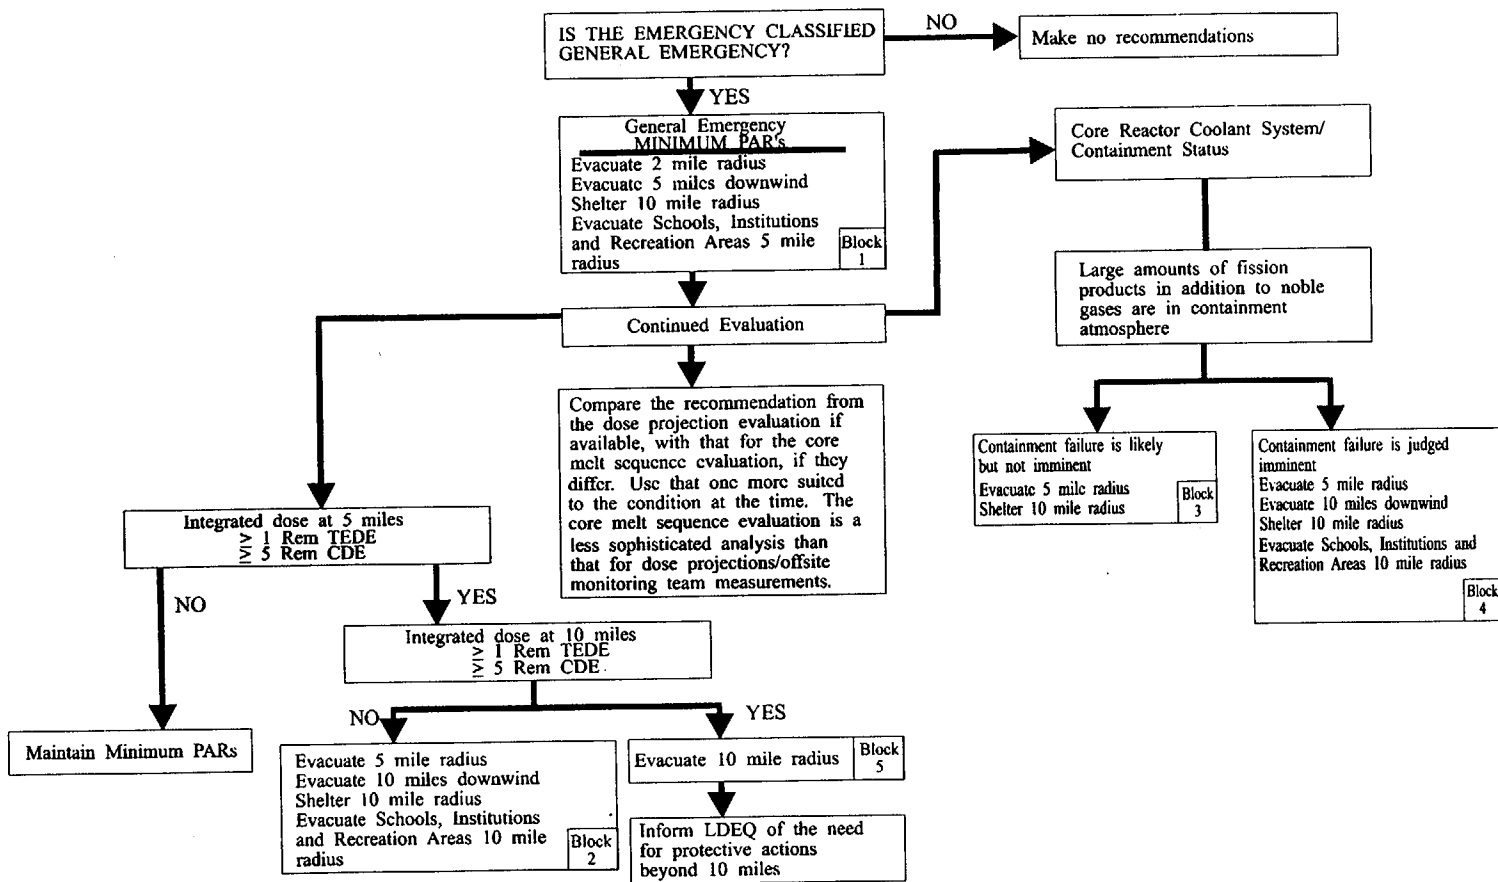 IS THE EMERGENCY CLASSIFIED
GENERAL EMERGENCY?
NO
Make no recommendations
YES
General Emergency
MINIMUM PAR's
Evacuate 2 mile radius
Evacuate 5 miles downwind
Shelter 10 mile radius
Evacuate Schools, Institutions
and Recreation Areas 5 mile
radius
Block
1
Core Reactor Coolant System/
Containment Status
Large amounts of fission
products in addition to noble
gases are in containment
atmosphere
Continued Evaluation
Compare the recommendation from
the dose projection evaluation if
available, with that for the core
melt sequence evaluation, if they
differ. Use that one more suited
to the condition at the time. The
core melt sequence evaluation is a
less sophisticated analysis than
that for dose projections/offsite
monitoring team measurements.
Containment failure is likely
but not imminent
Evacuate 5 mile radius
Shelter 10 mile radius
Block
3
Containment failure is judged
imminent
Evacuate 5 mile radius
Evacuate 10 miles downwind
Shelter 10 mile radius
Evacuate Schools, Institutions and
Recreation Areas 10 mile radius
Block
4
Integrated dose at 5 miles
≥ 1 Rem TEDE
≥ 5 Rem CDE
NO
YES
Integrated dose at 10 miles
≥ 1 Rem TEDE
≥ 5 Rem CDE
NO
YES
Maintain Minimum PARs
Evacuate 5 mile radius
Evacuate 10 miles downwind
Shelter 10 mile radius
Evacuate Schools, Institutions
and Recreation Areas 10 mile
radius
Block
2
Evacuate 10 mile radius
Block
5
Inform LDEQ of the need
for protective actions
beyond 10 miles